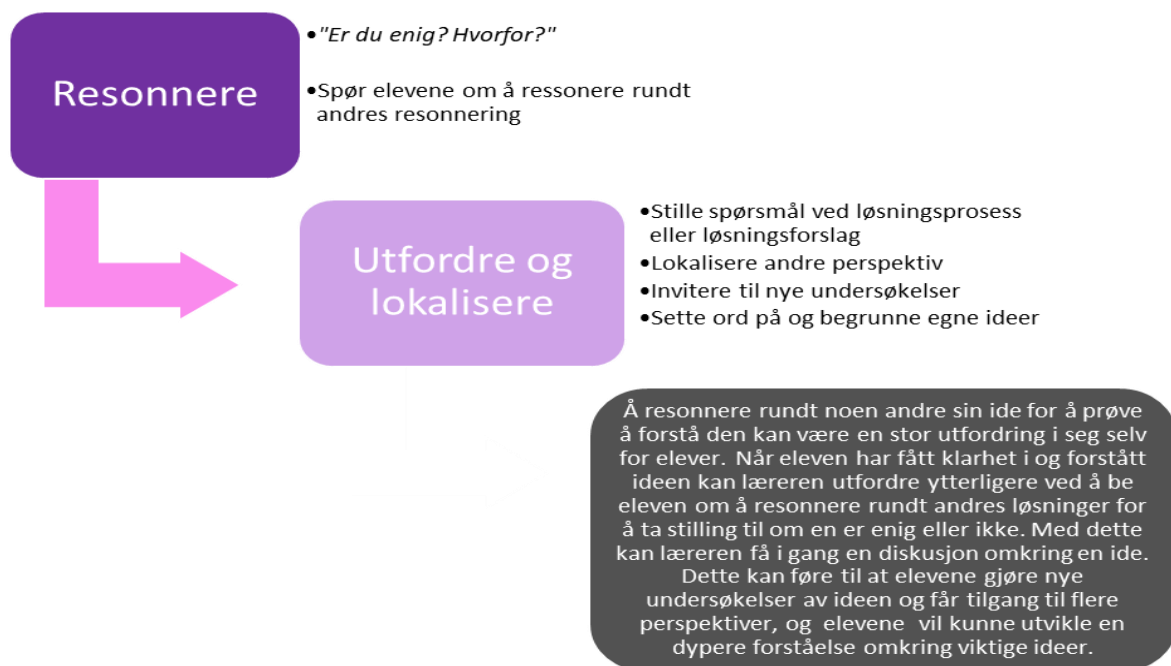 Resonnere
•"Er du enig? Hvorfor?"
•Spør elevene om å ressonere rundt
andres resonnering
Utfordre og
lokalisere
•Stille spørsmål ved løsningsprosess
eller løsningsforslag
•Lokalisere andre perspektiv
•Invitere til nye undersøkelser
•Sette ord på og begrunne egne ideer
Å resonnere rundt noen andre sin ide for å prøve
å forstå den kan være en stor utfordring i seg selv
for elever. Når eleven har fått klarhet i og forstått
ideen kan læreren utfordre ytterligere ved å be
eleven om å resonnere rundt andres løsninger for
å ta stilling til om en er enig eller ikke. Med dette
kan læreren få i gang en diskusjon omkring en ide.
Dette kan føre til at elevene gjøre nye
undersøkelser av ideen og får tilgang til flere
perspektiver, og elevene vil kunne utvikle en
dypere forståelse omkring viktige ideer.